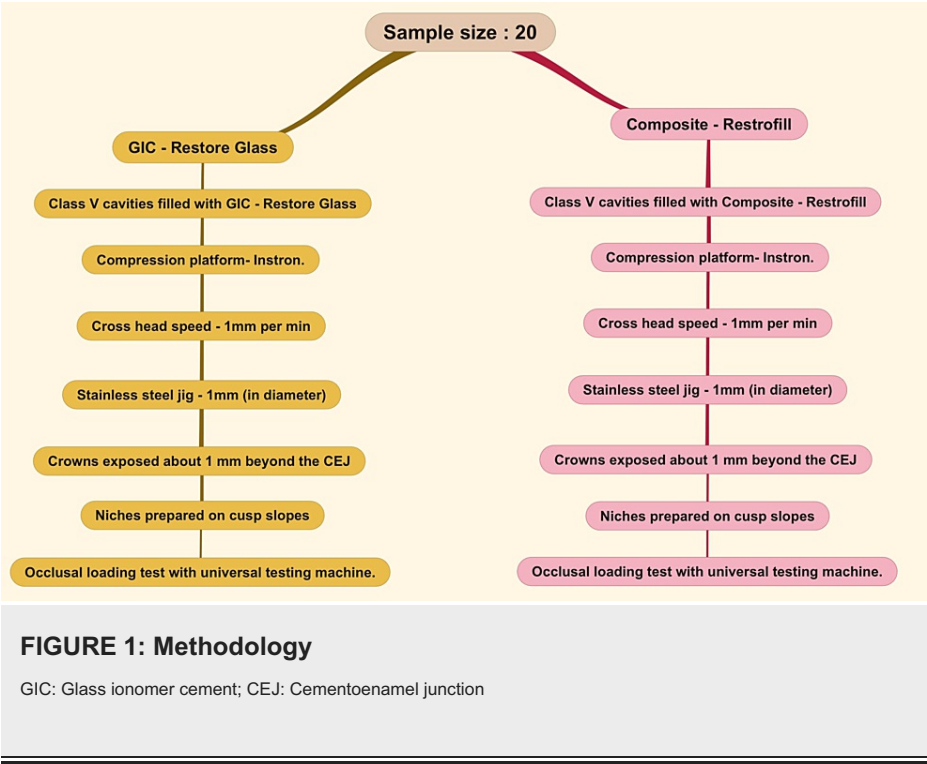 Sample size : 20
GIC - Restore Glass
Class V cavities filled with GIC - Restore Glass
Compression platform- Instron.
Cross head speed - 1mm per min
Stainless steel jig - 1mm (in diameter)
Crowns exposed about 1 mm beyond the CEJ
Niches prepared on cusp slopes
Occlusal loading test with universal testing machine.
Composite - Restrofill
Class V cavities filled with Composite - Restrofill
Compression platform- Instron.
Cross head speed - 1mm per min
Stainless steel jig - 1mm (in diameter)
Crowns exposed about 1 mm beyond the CEJ
Niches prepared on cusp slopes
Occlusal loading test with universal testing machine.
FIGURE 1: Methodology
GIC: Glass ionomer cement; CEJ: Cementoenamel junction